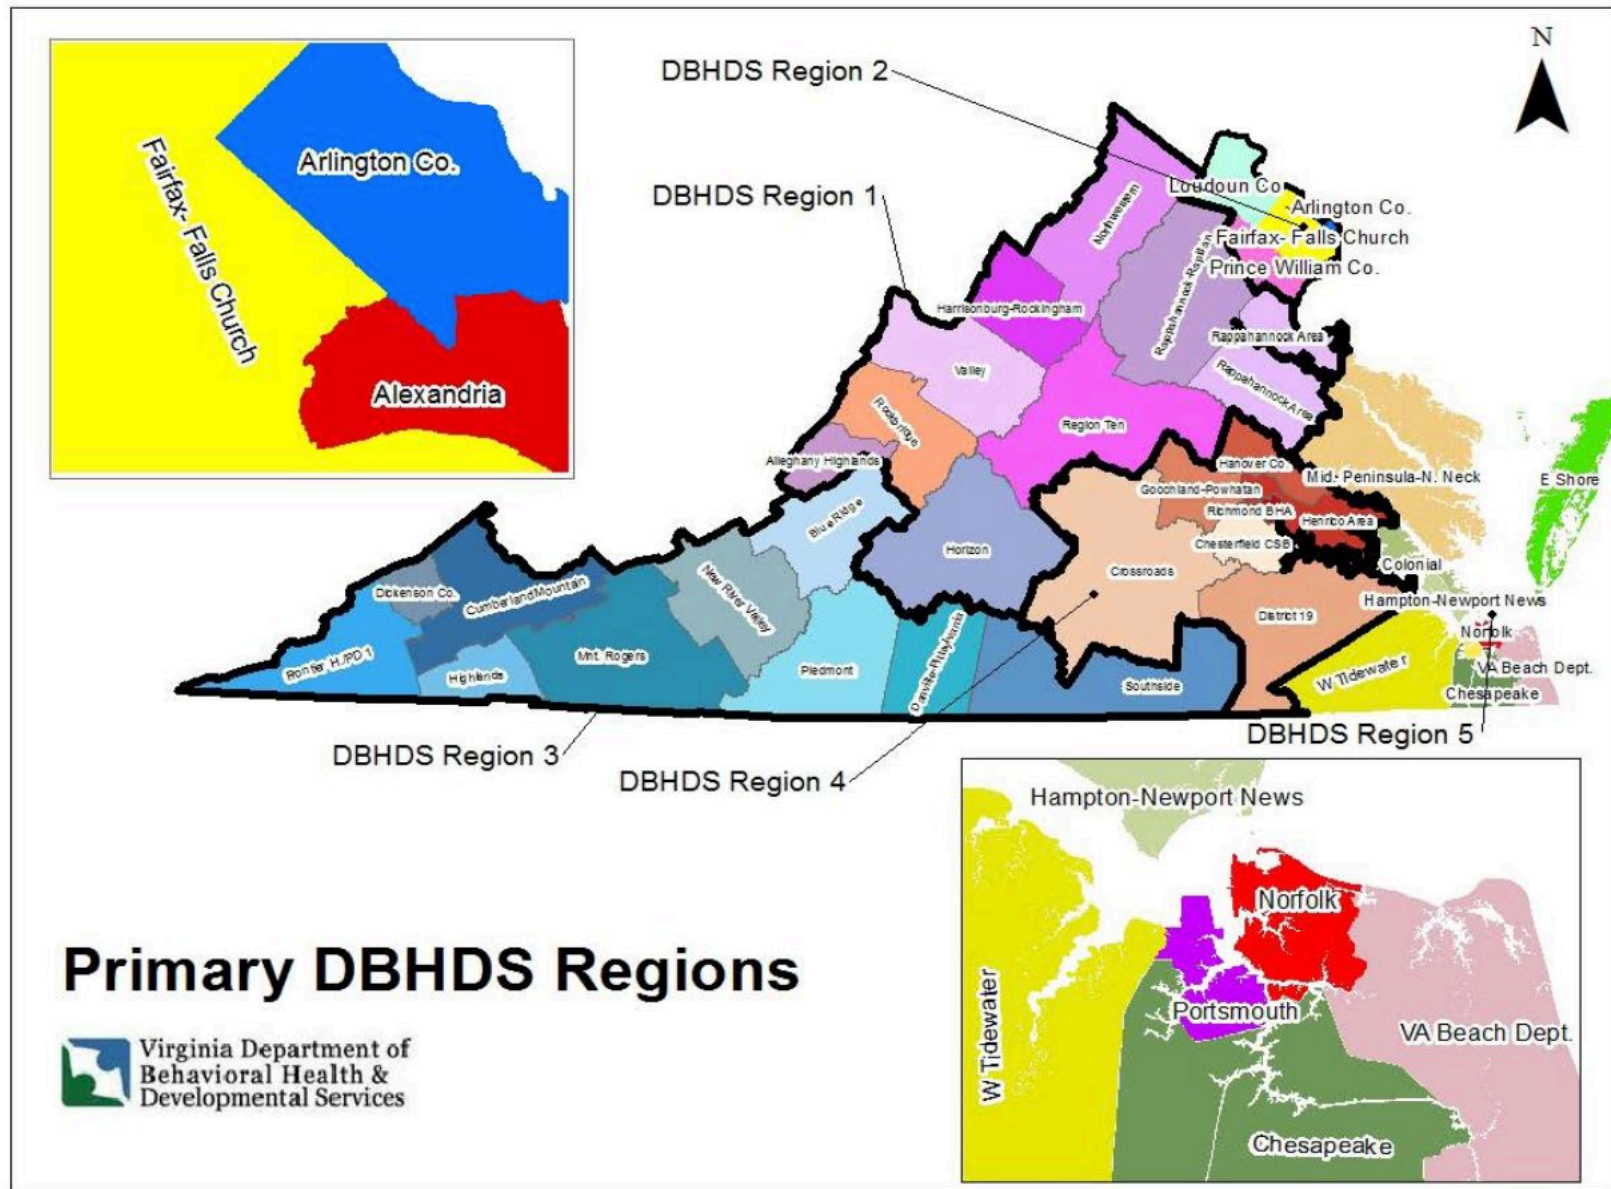 N
DBHDS Region 2
DBHDS Region 1
Arlington Co.
Fairfax- Falls Church
Alexandria
Loudoun Co
Arlington Co.
Fairfax- Falls Church
Prince William Co.
Northwestern
Rappahannock-Rapidan
Harrisonburg-Rockingham
Rappahannock Area
Rappahannock Area
Valley
Rockbridge
Region Ten
Alleghany Highlands
Hanover Co.
Mid- Peninsula-N. Neck
E Shore
Goochland-Powhatan
Richmond BHA
Henrico Area
Blue Ridge
Horizon
Chesterfield CSB
Colonial
Crossroads
New River Valley
Dickenson Co.
Cumberland Mountain
Hampton-Newport News
District 19
Norfolk
VA Beach Dept.
W Tidewater
Chesapeake
Mnt. Rogers
Highlands
Piedmont
Danville-Pittsylvania
Southside
DBHDS Region 3
DBHDS Region 4
DBHDS Region 5
Hampton-Newport News
Norfolk
W Tidewater
Portsmouth
VA Beach Dept.
Chesapeake
Primary DBHDS Regions
Virginia Department of
Behavioral Health &
Developmental Services